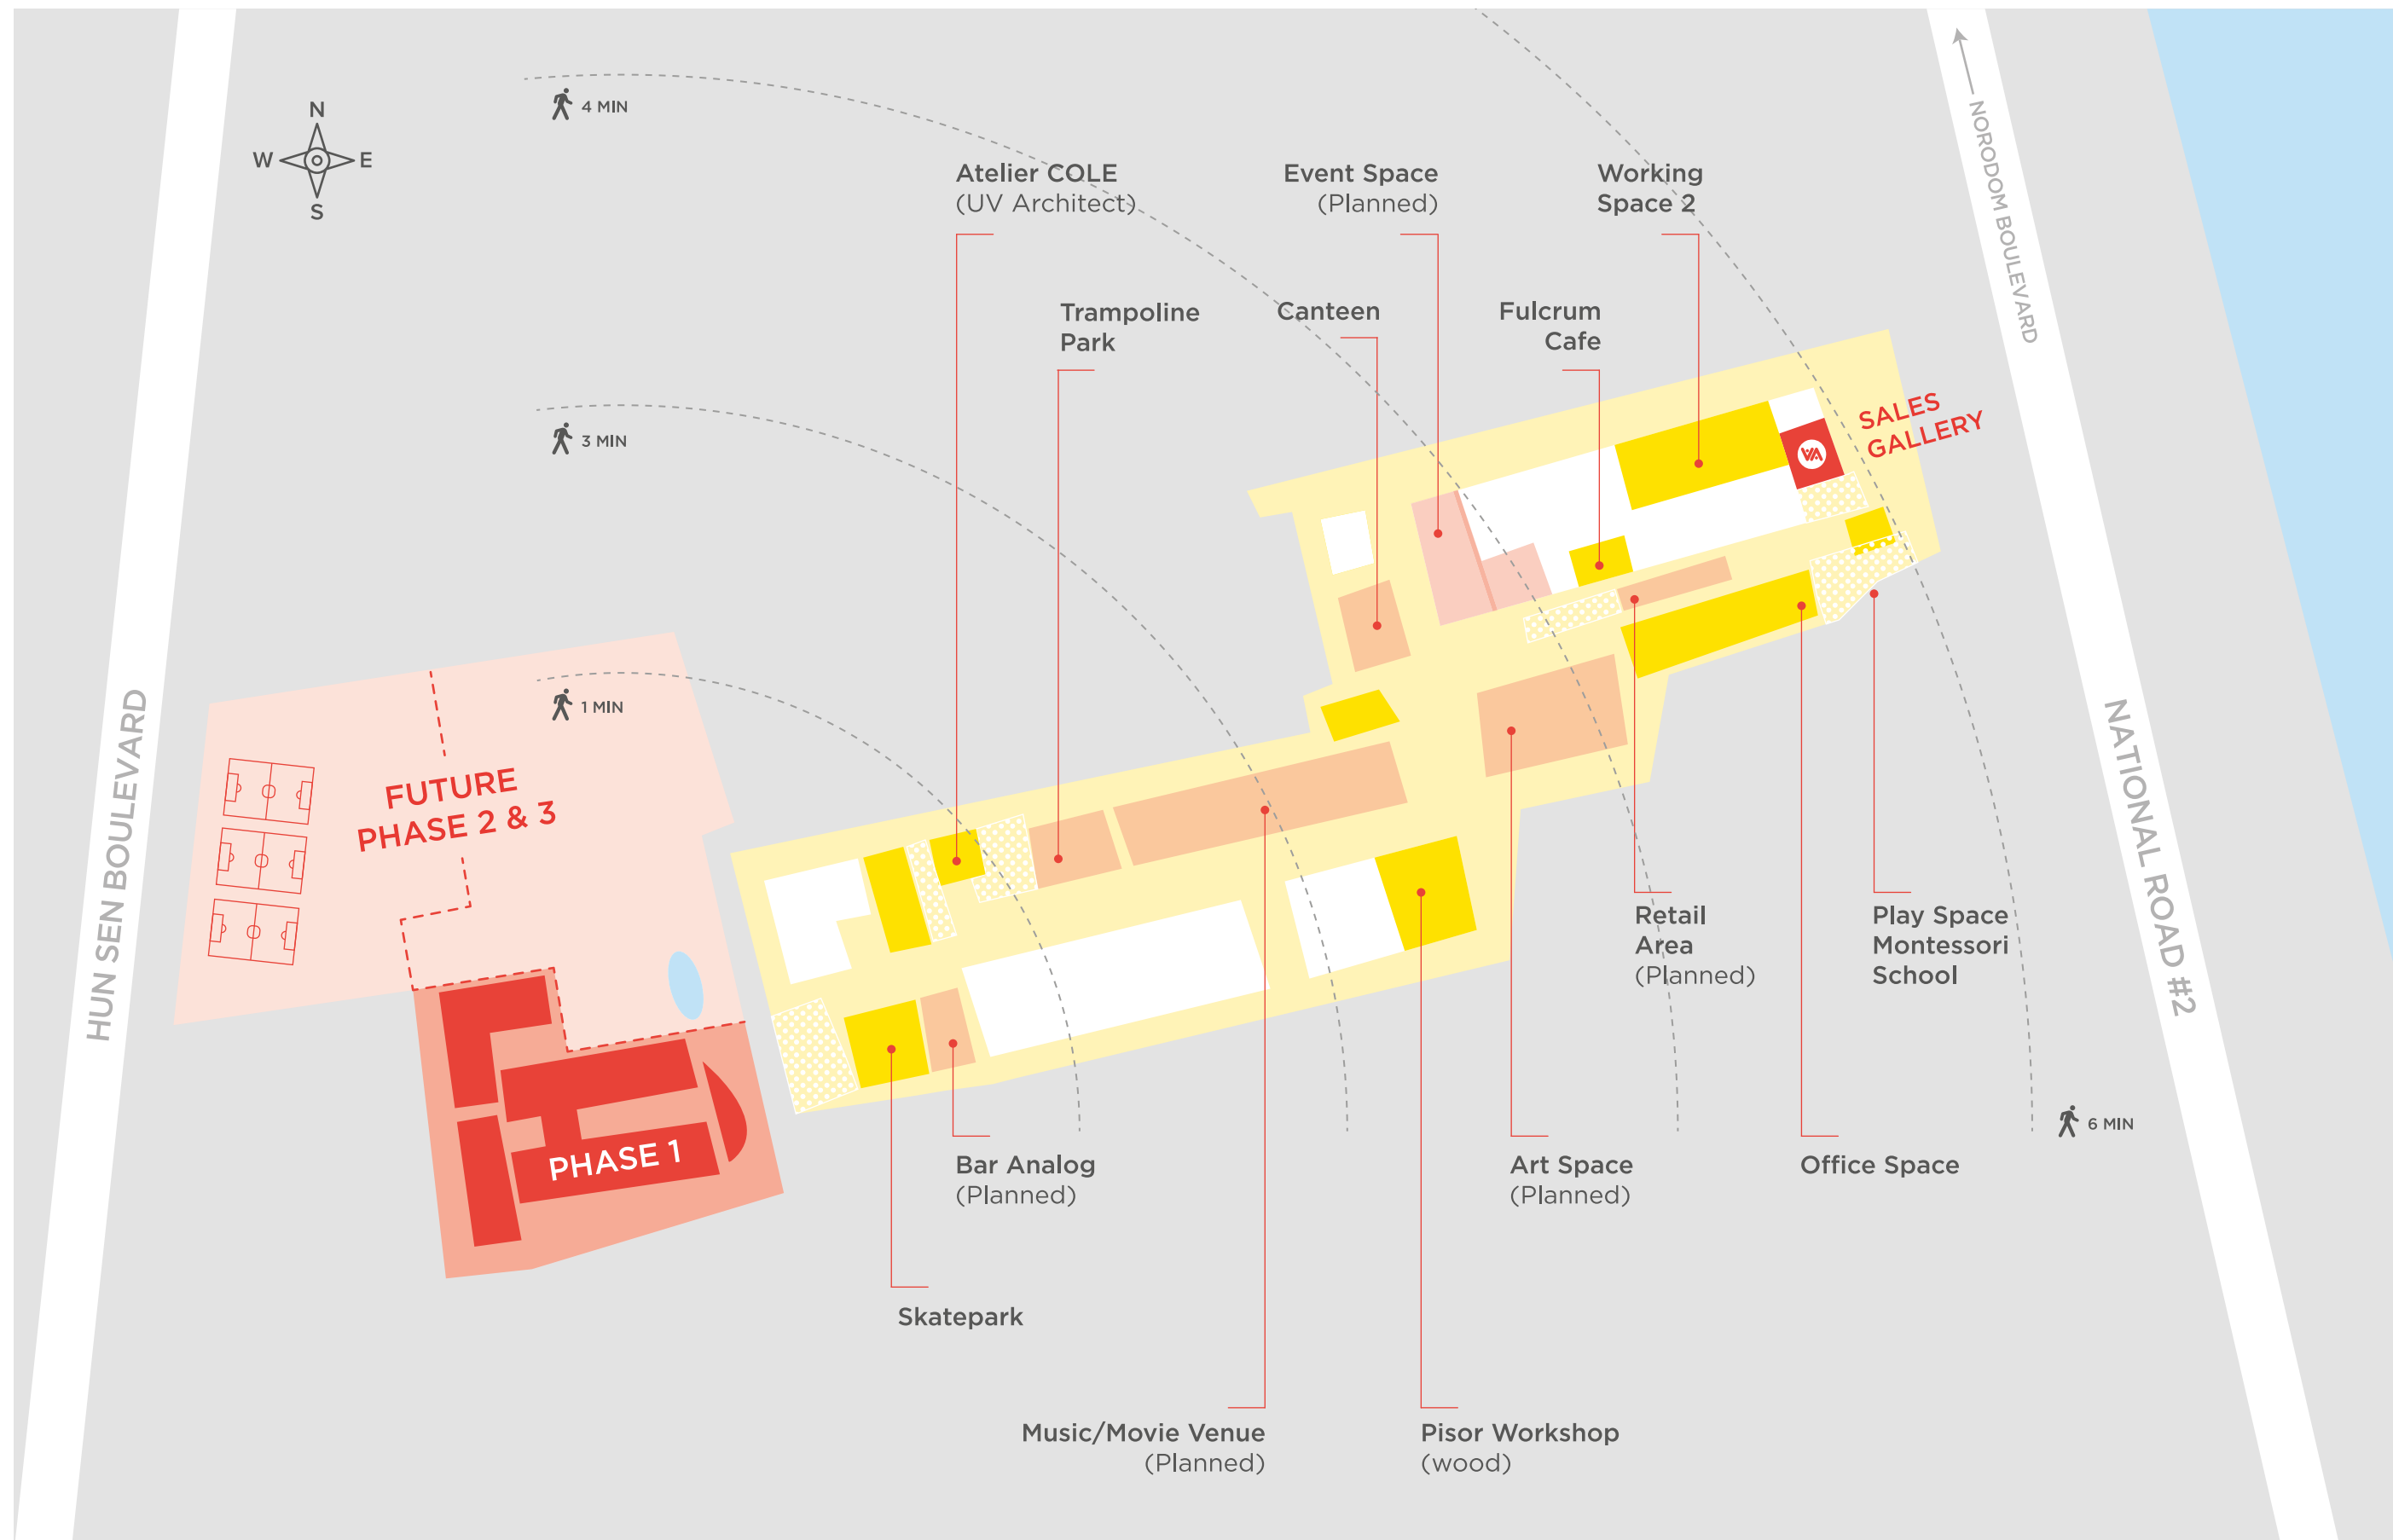 N
W
E
S
4 MIN
3 MIN
1 MIN
6 MIN
HUN SEN BOULEVARD
NORODOM BOULEVARD
NATIONAL ROAD #2
Atelier COLE
(UV Architect)
Event Space
(Planned)
Working
Space 2
Trampoline
Park
Canteen
Fulcrum
Cafe
SALES
GALLERY
VIA
FUTURE
PHASE 2 & 3
PHASE 1
Retail
Area
(Planned)
Play Space
Montessori
School
Bar Analog
(Planned)
Art Space
(Planned)
Office Space
Skatepark
Music/Movie Venue
(Planned)
Pisor Workshop
(wood)